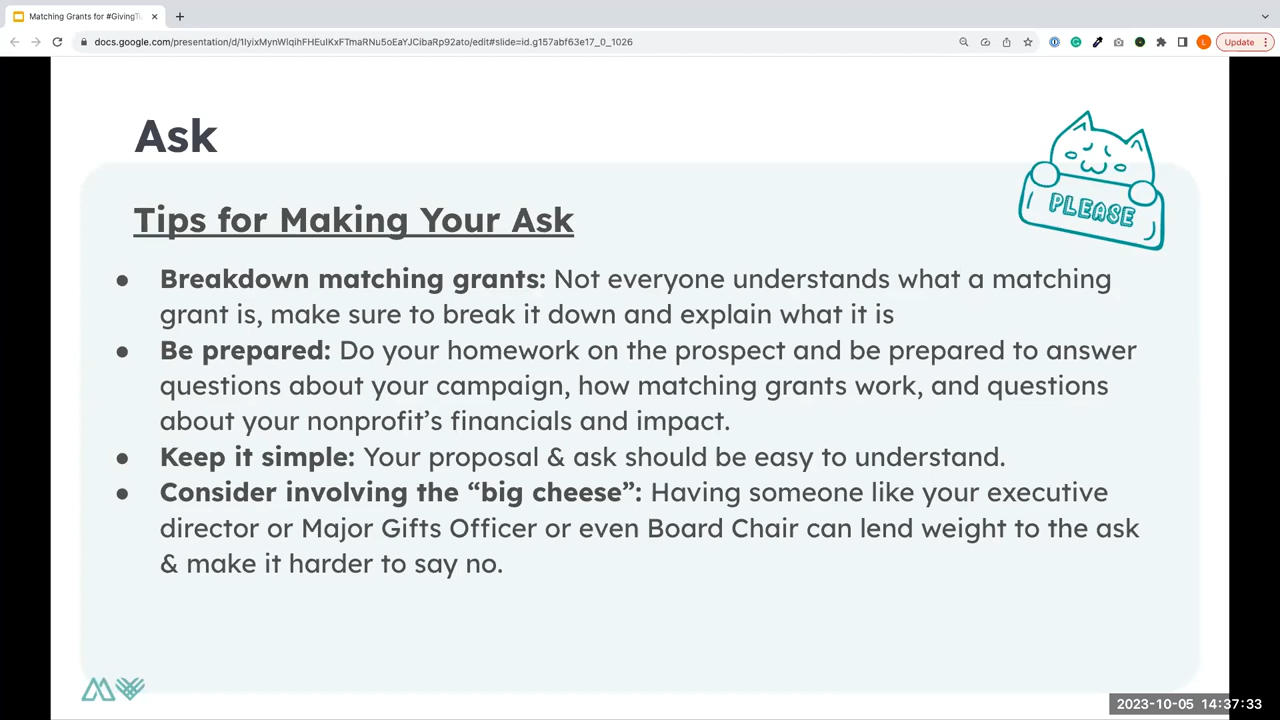 Matching Grants for #GivingTu
docs.google.com/presentation/d/1IyixMynWlqihFHEuIKxFTmaRNu5oEaYJCibaRp92ato/edit#slide=id.g157abf63e17_0_1026
Update
Ask
PLEASE
Tips for Making Your Ask
● Breakdown matching grants: Not everyone understands what a matching
grant is, make sure to break it down and explain what it is
● Be prepared: Do your homework on the prospect and be prepared to answer
questions about your campaign, how matching grants work, and questions
about your nonprofit’s financials and impact.
● Keep it simple: Your proposal & ask should be easy to understand.
● Consider involving the “big cheese”: Having someone like your executive
director or Major Gifts Officer or even Board Chair can lend weight to the ask
& make it harder to say no.
2023-10-05 14:37:33